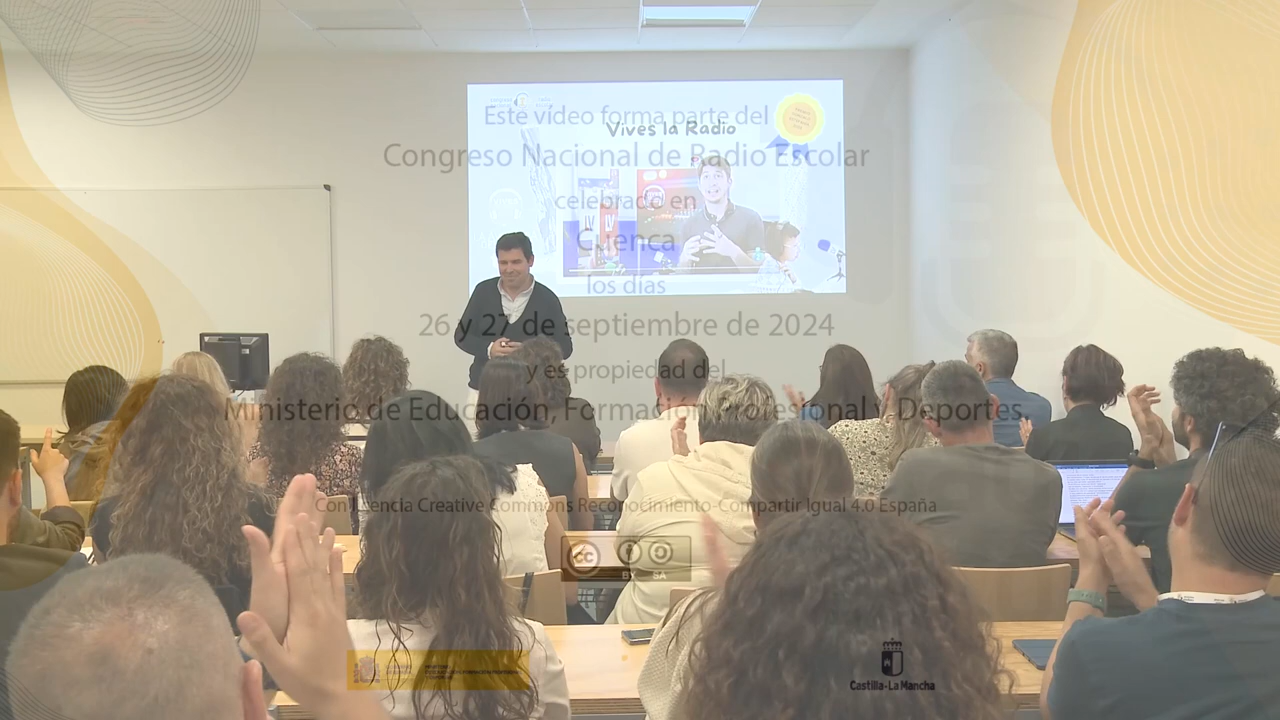 Este vídeo forma parte del
Vives la Radio
Congreso Nacional de Radio Escolar
celebrado en
Cuenca
los días
26 y 27 de septiembre de 2024
y es propiedad del
Ministerio de Educación, Formación Profesional y Deportes.
Con licencia Creative Commons Reconocimiento-Compartir Igual 4.0 España
cc
BY SA
Castilla-La Mancha